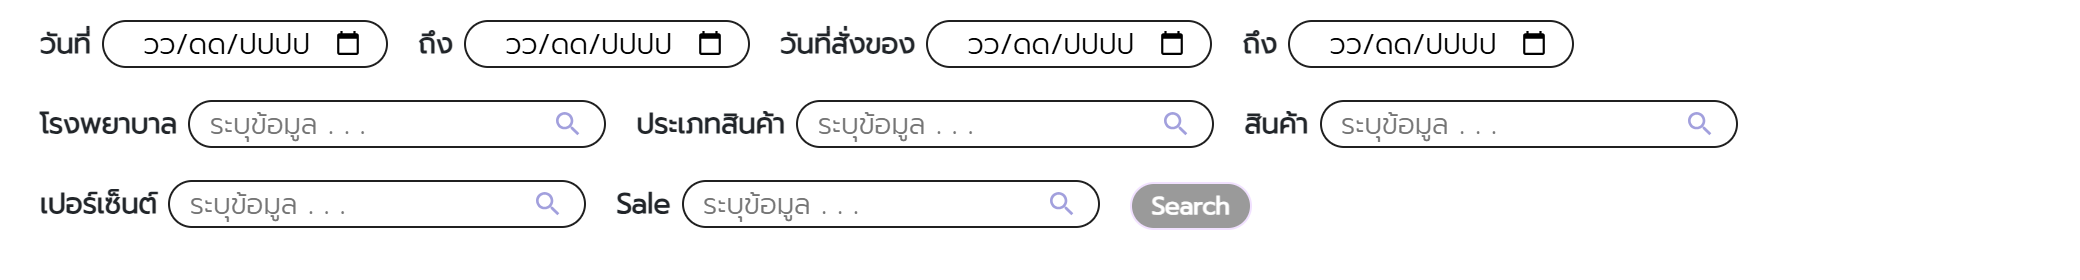 วันที่ วว/ดด/ปปปป ถึง วว/ดด/ปปปป วันที่สั่งของ วว/ดด/ปปปป ถึง วว/ดด/ปปปป
โรงพยาบาล ระบุข้อมูล . . . ประเภทสินค้า ระบุข้อมูล . . . สินค้า ระบุข้อมูล . . .
เปอร์เซ็นต์ ระบุข้อมูล . . . Sale ระบุข้อมูล . . . Search